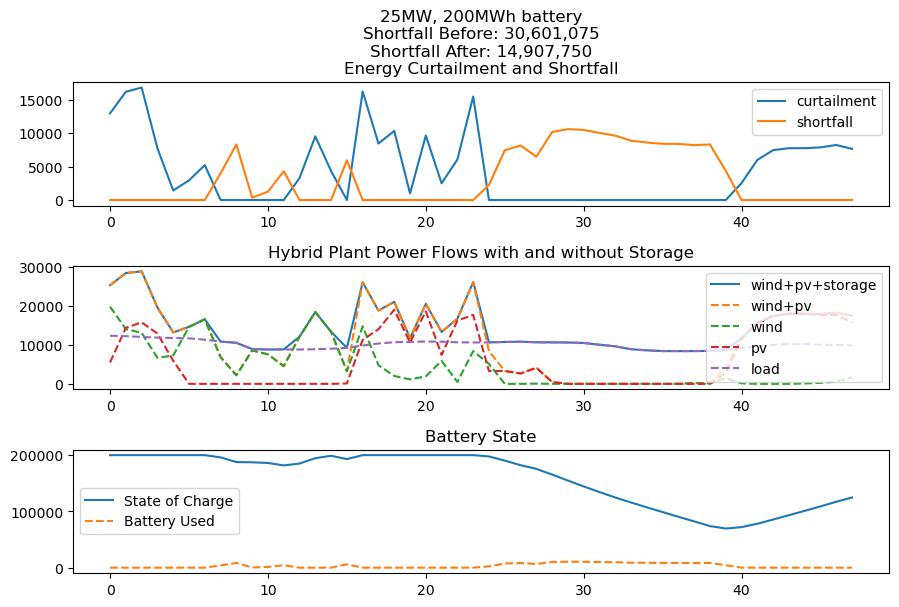 25MW, 200MWh battery
Shortfall Before: 30,601,075
Shortfall After: 14,907,750
Energy Curtailment and Shortfall
15000
10000
5000
0
curtailment
shortfall
0 10 20 30 40
Hybrid Plant Power Flows with and without Storage
30000
20000
10000
0
wind+pv+storage
wind+pv
wind
pv
load
0 10 20 30 40
Battery State
200000
100000
0
State of Charge
Battery Used
0 10 20 30 40